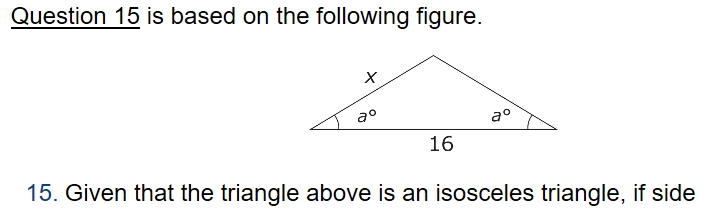 Question 15 is based on the following figure.
x
a° a°
16
15. Given that the triangle above is an isosceles triangle, if side